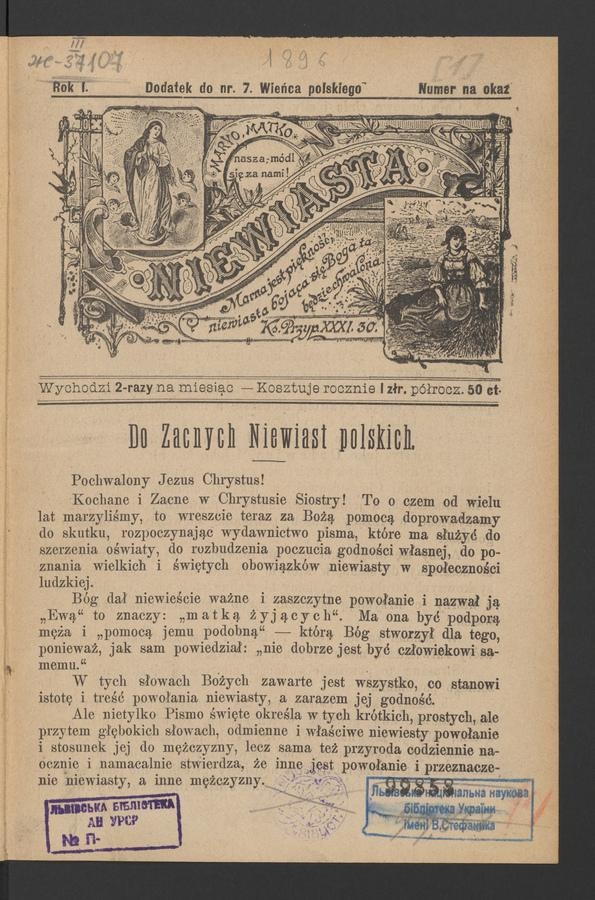 III
ЖС-37107
1896
[1]
Rok I. Dodatek do nr. 7. Wieńca polskiego Numer na okaz
MARYO, MATKO
nasza, módl
się za nami!
NIEWIASTA
Marna jest piękność,
niewiasta bojąca się Boga ta
będzie chwalona.
Ks. Przyp. XXXI. 30.
Wychodzi 2-razy na miesiąc — Kosztuje rocznie 1 złr. półrocz. 50 ct.
Do Zacnych Niewiast polskich.
Pochwalony Jezus Chrystus!
Kochane i Zacne w Chrystusie Siostry! To o czem od wielu
lat marzyliśmy, to wreszcie teraz za Bożą pomocą doprowadzamy
do skutku, rozpoczynając wydawnictwo pisma, które ma służyć do
szerzenia oświaty, do rozbudzenia poczucia godności własnej, do po-
znania wielkich i świętych obowiązków niewiasty w społeczności
ludzkiej.
Bóg dał niewieście ważne i zaszczytne powołanie i nazwał ją
„Ewą“ to znaczy: „matką żyjących“. Ma ona być podporą
męża i „pomocą jemu podobną“ — którą Bóg stworzył dla tego,
ponieważ, jak sam powiedział: „nie dobrze jest być człowiekowi sa-
memu.“
W tych słowach Bożych zawarte jest wszystko, co stanowi
istotę i treść powołania niewiasty, a zarazem jej godność.
Ale nietylko Pismo święte określa w tych krótkich, prostych, ale
przytem głębokich słowach, odmienne i właściwe niewiesty powołanie
i stosunek jej do mężczyzny, lecz sama też przyroda codziennie na-
ocznie i namacalnie stwierdza, że inne jest powołanie i przeznacze-
nie niewiasty, a inne mężczyzny.
ЛЬВІВСЬКА БІБЛІОТЕКА
АН УРСР
№ П-
99859
Львівська національна наукова
бібліотека України
імені В.Стефаника